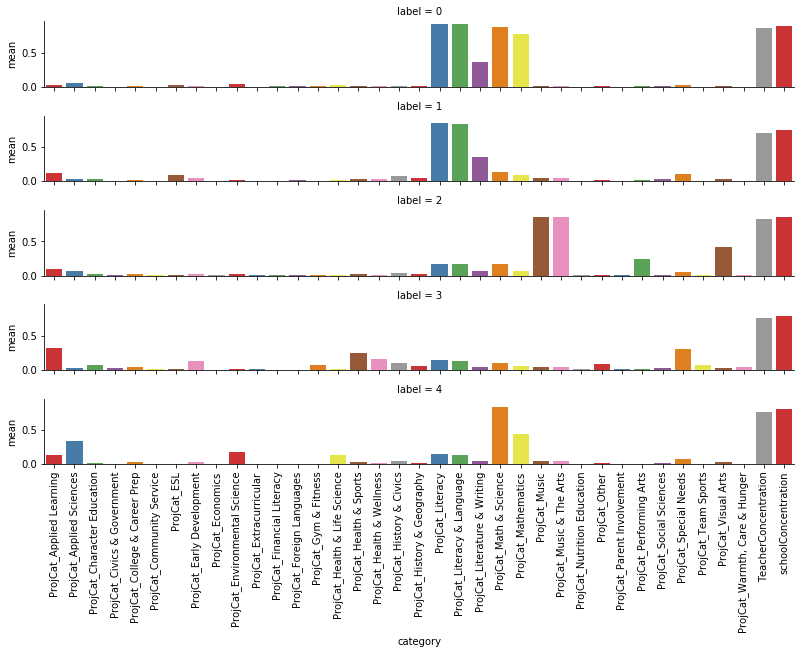 label = 0
mean
0.5
0.0
label = 1
mean
0.5
0.0
label = 2
mean
0.5
0.0
label = 3
mean
0.5
0.0
label = 4
mean
0.5
0.0
ProjCat_Applied Learning
ProjCat_Applied Sciences
ProjCat_Character Education
ProjCat_Civics & Government
ProjCat_College & Career Prep
ProjCat_Community Service
ProjCat_ESL
ProjCat_Early Development
ProjCat_Economics
ProjCat_Environmental Science
ProjCat_Extracurricular
ProjCat_Financial Literacy
ProjCat_Foreign Languages
ProjCat_Gym & Fitness
ProjCat_Health & Life Science
ProjCat_Health & Sports
ProjCat_Health & Wellness
ProjCat_History & Civics
ProjCat_History & Geography
ProjCat_Literacy
ProjCat_Literacy & Language
ProjCat_Literature & Writing
ProjCat_Math & Science
ProjCat_Mathematics
ProjCat_Music
ProjCat_Music & The Arts
ProjCat_Nutrition Education
ProjCat_Other
ProjCat_Parent Involvement
ProjCat_Performing Arts
ProjCat_Social Sciences
ProjCat_Special Needs
ProjCat_Team Sports
ProjCat_Visual Arts
ProjCat_Warmth, Care & Hunger
TeacherConcentration
schoolConcentration
category